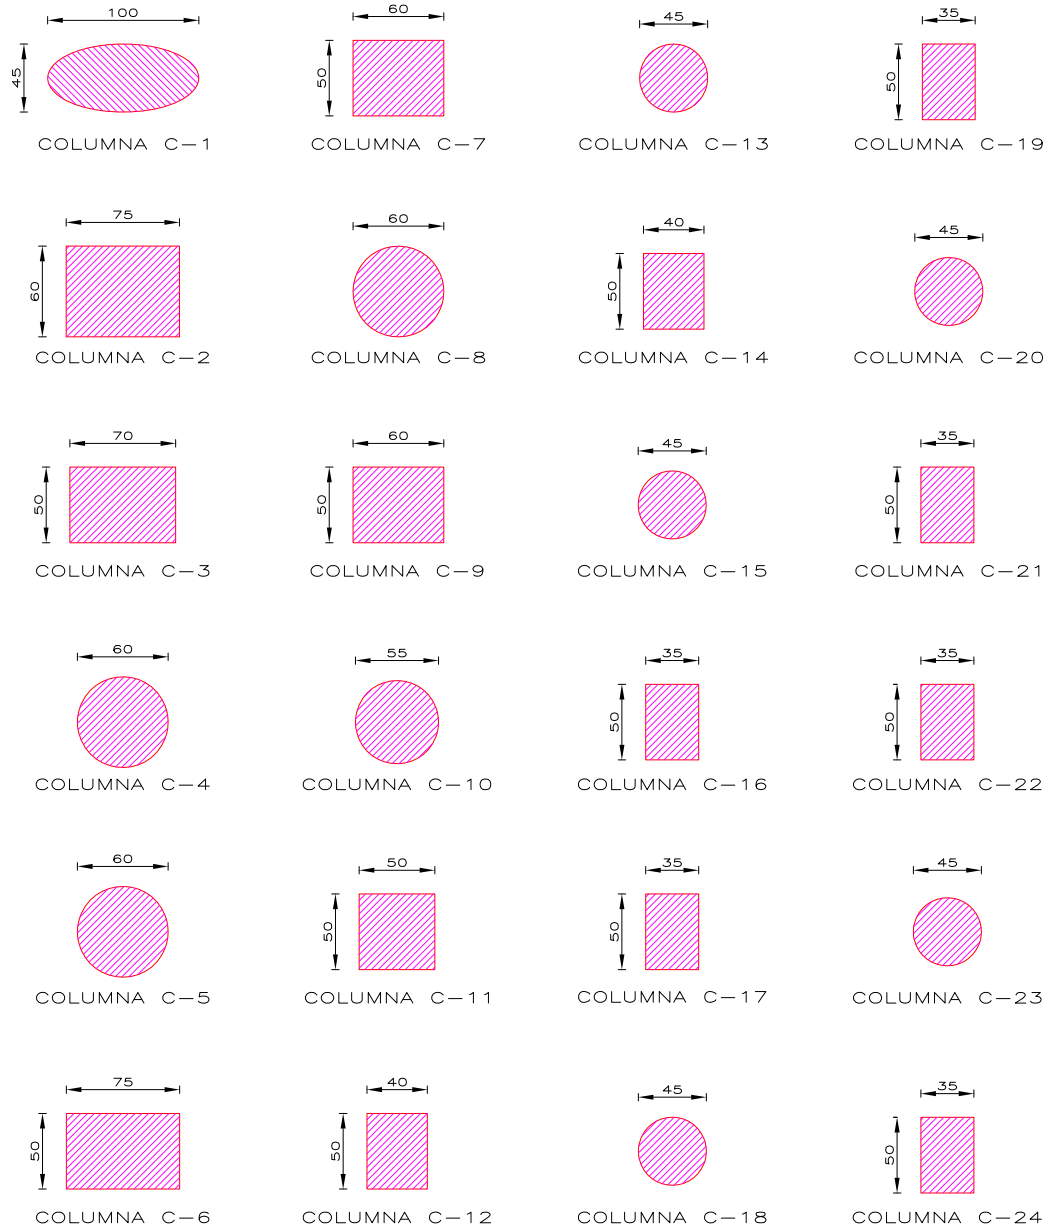 100
45
COLUMNA C-1
60
50
COLUMNA C-7
45
COLUMNA C-13
35
50
COLUMNA C-19
75
60
COLUMNA C-2
60
COLUMNA C-8
40
50
COLUMNA C-14
45
COLUMNA C-20
70
50
COLUMNA C-3
60
50
COLUMNA C-9
45
COLUMNA C-15
35
50
COLUMNA C-21
60
COLUMNA C-4
55
COLUMNA C-10
35
50
COLUMNA C-16
35
50
COLUMNA C-22
60
COLUMNA C-5
50
50
COLUMNA C-11
35
50
COLUMNA C-17
45
COLUMNA C-23
75
50
COLUMNA C-6
40
50
COLUMNA C-12
45
COLUMNA C-18
35
50
COLUMNA C-24